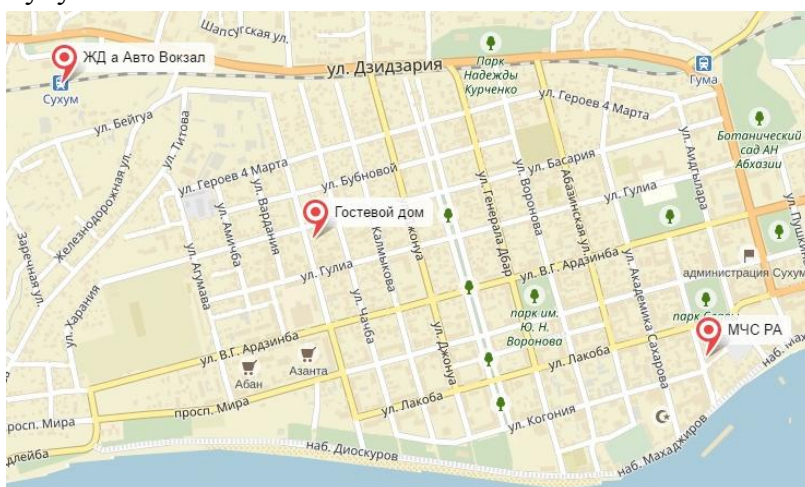 Шапсугская ул.
ЖД а Авто Вокзал
Сухум
ул. Дзидзария
Парк
Надежды
Курченко
Гума
ул. Бейгуа
ул. Титова
ул. Героев 4 Марта
ул. Героев 4 Марта
Ботанический
сад АН
Абхазии
Железнодорожная ул.
ул. Бубновой
ул. Басария
ул. Гулиа
ул. Аидгылара
ул. Воронова
ул. Генерала Дбар
Абазинская ул.
Заречная ул.
ул. Харания
ул. Агумава
ул. Амичба
ул. Вардания
Гостевой дом
Калмыкова
Джонуа
ул. Гулиа
ул. В.Г. Ардзинба
ул. Пушкина
администрация Сухум
ул. Академика Сахарова
ул. Чачба
парк им.
Ю. Н.
Воронова
МЧС РА
ул. В.Г. Ардзинба
Абан
Азанта
ул. Джонуа
ул. Лакоба
просп. Мира
росп. Мира
ул. Лакоба
ул. Когония
наб. Диоскуров
наб. Махаджиров